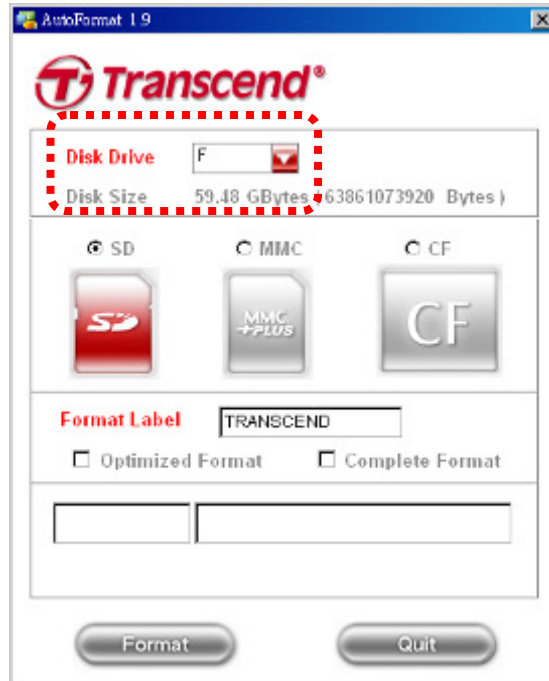 AutoFormat 1.9
Transcend®
Disk Drive F
Disk Size 59.48 GBytes ( 63861073920 Bytes )
SD MMC CF
SD MMC +PLUS CF
Format Label TRANSCEND
Optimized Format Complete Format
Format Quit